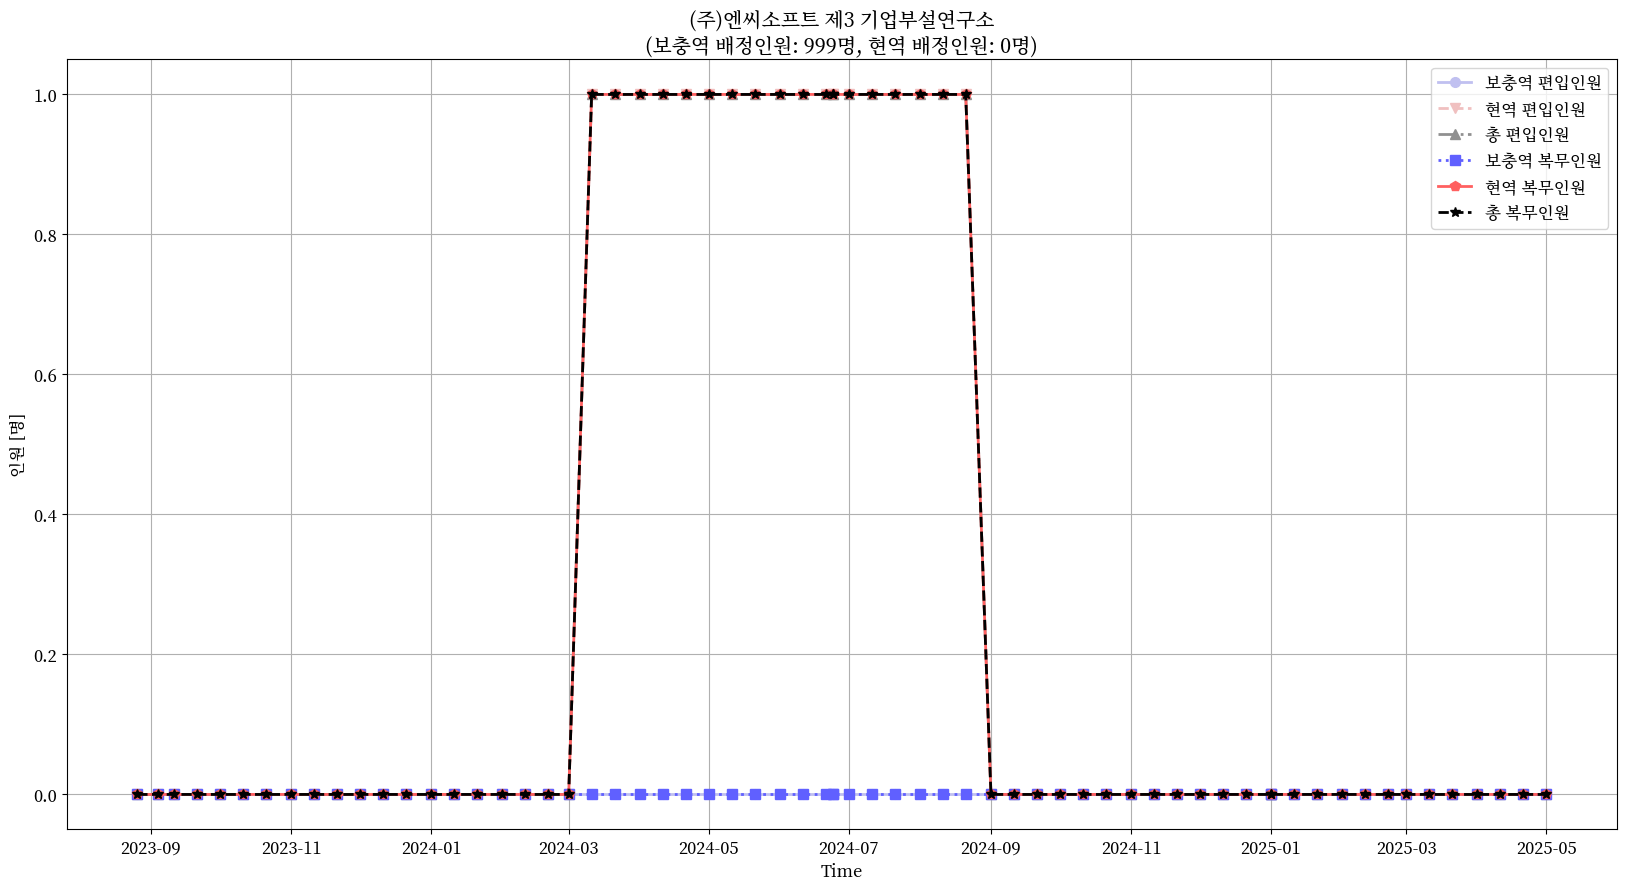 (주)엔씨소프트 제3 기업부설연구소
(보충역 배정인원: 999명, 현역 배정인원: 0명)
보충역 편입인원
현역 편입인원
총 편입인원
보충역 복무인원
현역 복무인원
총 복무인원
인원 [명]
1.0
0.8
0.6
0.4
0.2
0.0
2023-09
2023-11
2024-01
2024-03
2024-05
2024-07
2024-09
2024-11
2025-01
2025-03
2025-05
Time